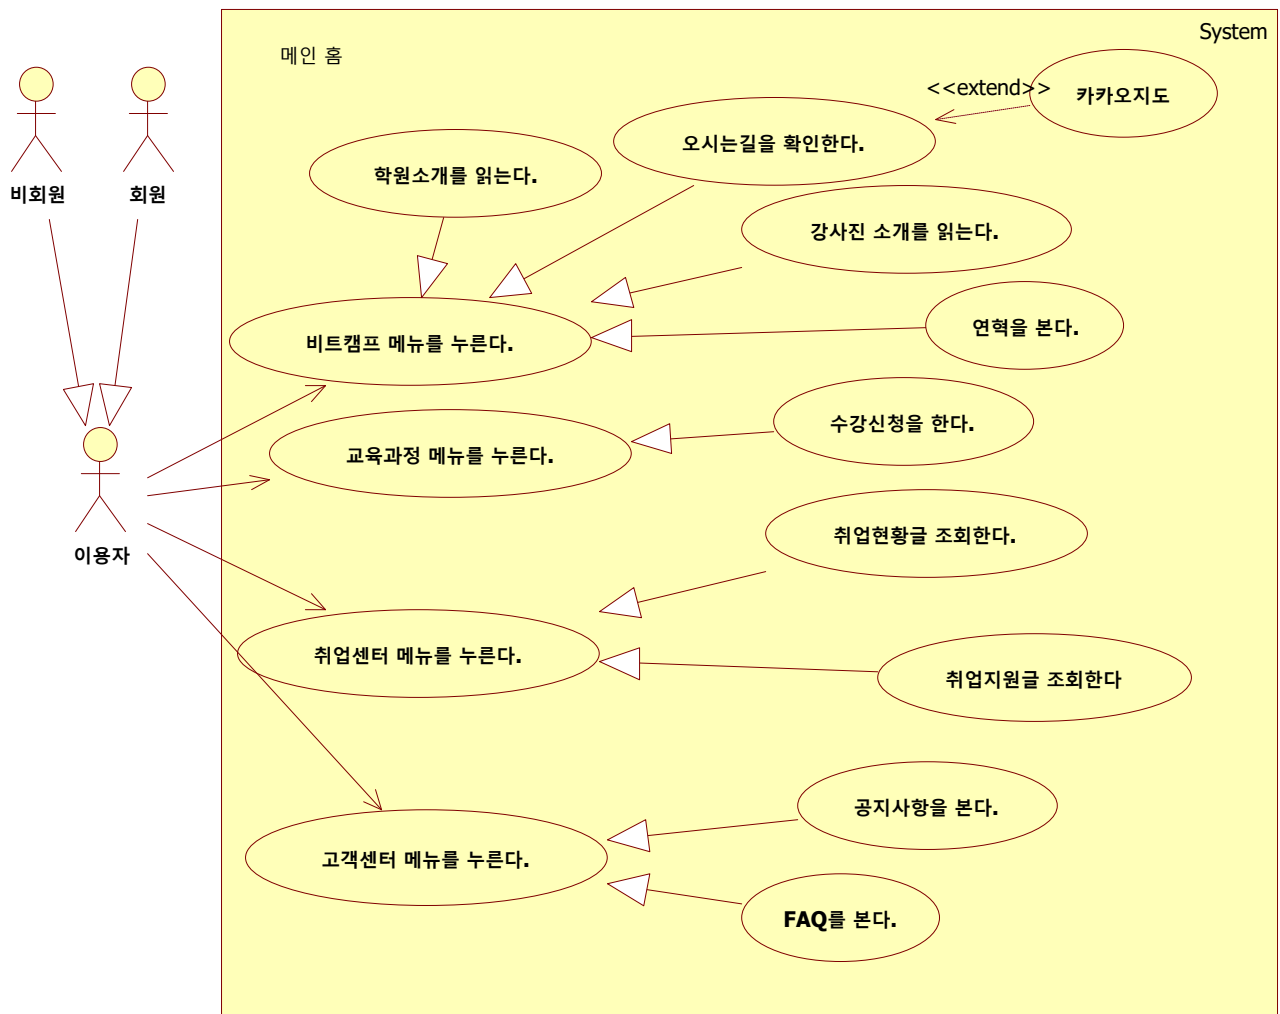 System
메인 홈
<<extend>>
카카오지도
오시는길을 확인한다.
학원소개를 읽는다.
비회원
회원
강사진 소개를 읽는다.
연혁을 본다.
비트캠프 메뉴를 누른다.
수강신청을 한다.
교육과정 메뉴를 누른다.
취업현황글 조회한다.
이용자
취업센터 메뉴를 누른다.
취업지원글 조회한다
공지사항을 본다.
고객센터 메뉴를 누른다.
FAQ를 본다.